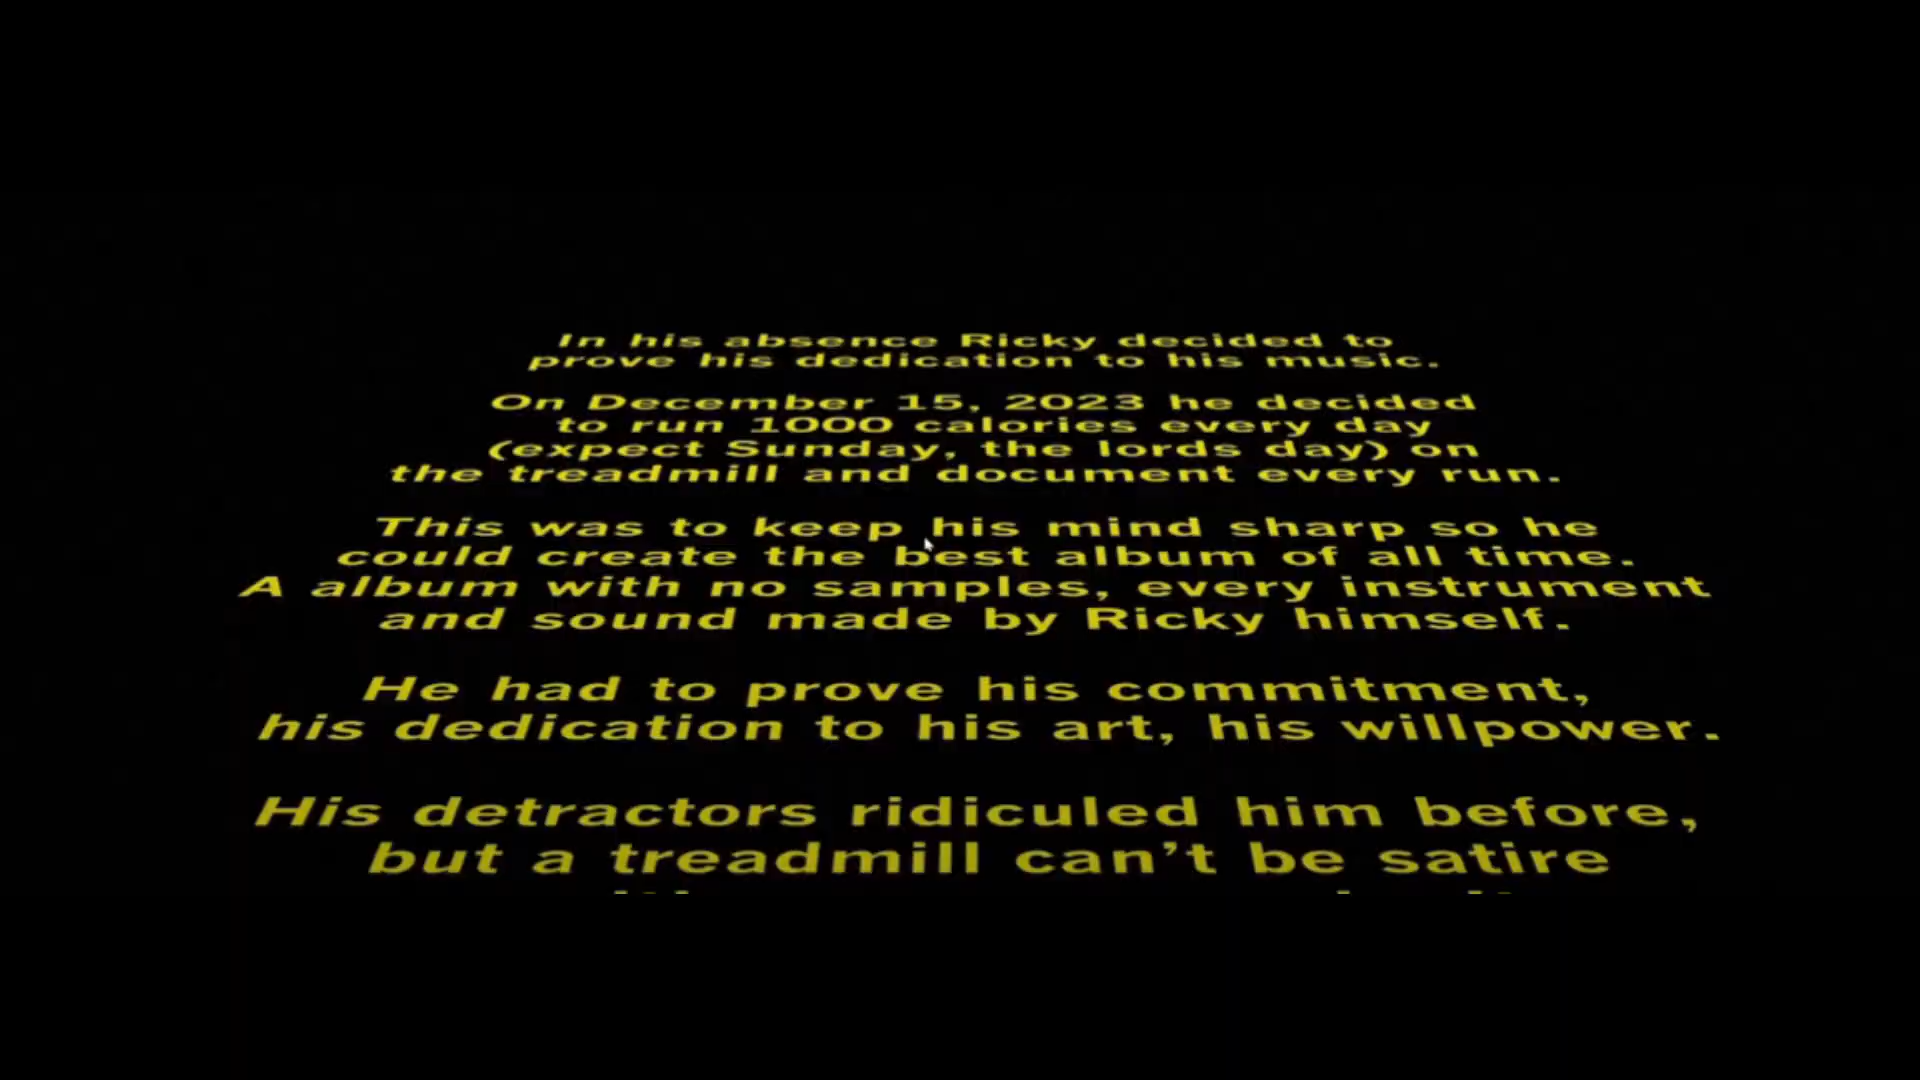 In his absence Ricky decided to
prove his dedication to his music.
On December 15, 2023 he decided
to run 1000 calories every day
(expect Sunday, the lords day) on
the treadmill and document every run.
This was to keep his mind sharp so he
could create the best album of all time.
A album with no samples, every instrument
and sound made by Ricky himself.
He had to prove his commitment,
his dedication to his art, his willpower.
His detractors ridiculed him before,
but a treadmill can’t be satire